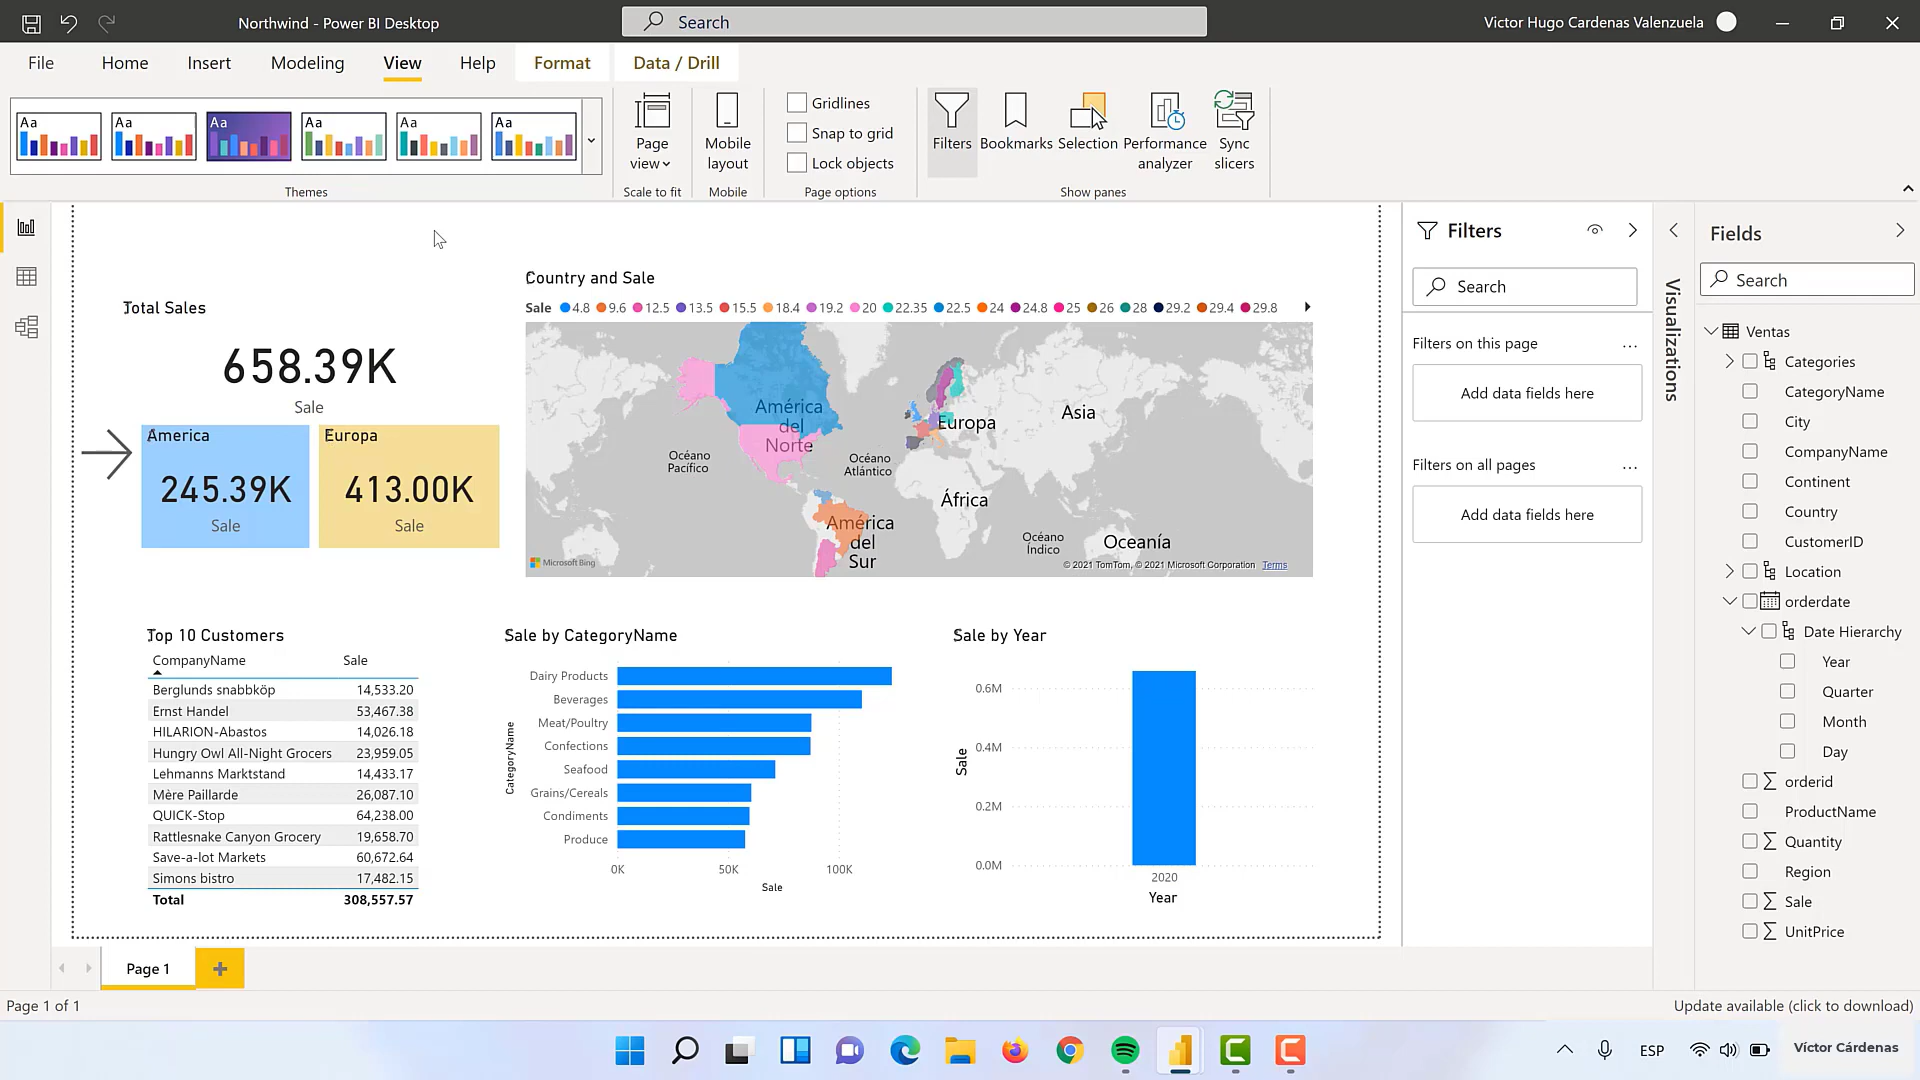 Northwind - Power BI Desktop
Search
Victor Hugo Cardenas Valenzuela
File
Home
Insert
Modeling
View
Help
Format
Data / Drill
Aa
Aa
Aa
Aa
Aa
Aa
Themes
Page
view
Scale to fit
Mobile
layout
Mobile
Gridlines
Snap to grid
Lock objects
Page options
Filters
Bookmarks
Selection
Performance
analyzer
Sync
slicers
Show panes
Total Sales
658.39K
Sale
America
245.39K
Sale
Europa
413.00K
Sale
Country and Sale
Sale 4.8 9.6 12.5 13.5 15.5 18.4 19.2 20 22.35 22.5 24 24.8 25 26 28 29.2 29.4 29.8
América
del
Norte
Océano
Pacífico
Océano
Atlántico
Europa
Asia
África
América
del
Sur
Océano
Índico
Oceanía
Microsoft Bing
© 2021 TomTom, © 2021 Microsoft Corporation Terms
Top 10 Customers
CompanyName Sale
Berglunds snabbköp 14,533.20
Ernst Handel 53,467.38
HILARION-Abastos 14,026.18
Hungry Owl All-Night Grocers 23,959.05
Lehmanns Marktstand 14,433.17
Mère Paillarde 26,087.10
QUICK-Stop 64,238.00
Rattlesnake Canyon Grocery 19,658.70
Save-a-lot Markets 60,672.64
Simons bistro 17,482.15
Total 308,557.57
Sale by CategoryName
CategoryName
Dairy Products
Beverages
Meat/Poultry
Confections
Seafood
Grains/Cereals
Condiments
Produce
0K 50K 100K
Sale
Sale by Year
Sale
0.6M
0.4M
0.2M
0.0M
2020
Year
Filters
Search
Filters on this page ...
Add data fields here
Filters on all pages ...
Add data fields here
Visualizations
Fields
Search
Ventas
Categories
CategoryName
City
CompanyName
Continent
Country
CustomerID
Location
orderdate
Date Hierarchy
Year
Quarter
Month
Day
orderid
ProductName
Quantity
Region
Sale
UnitPrice
Page 1
Page 1 of 1
Update available (click to download)
ESP
Víctor Cárdenas